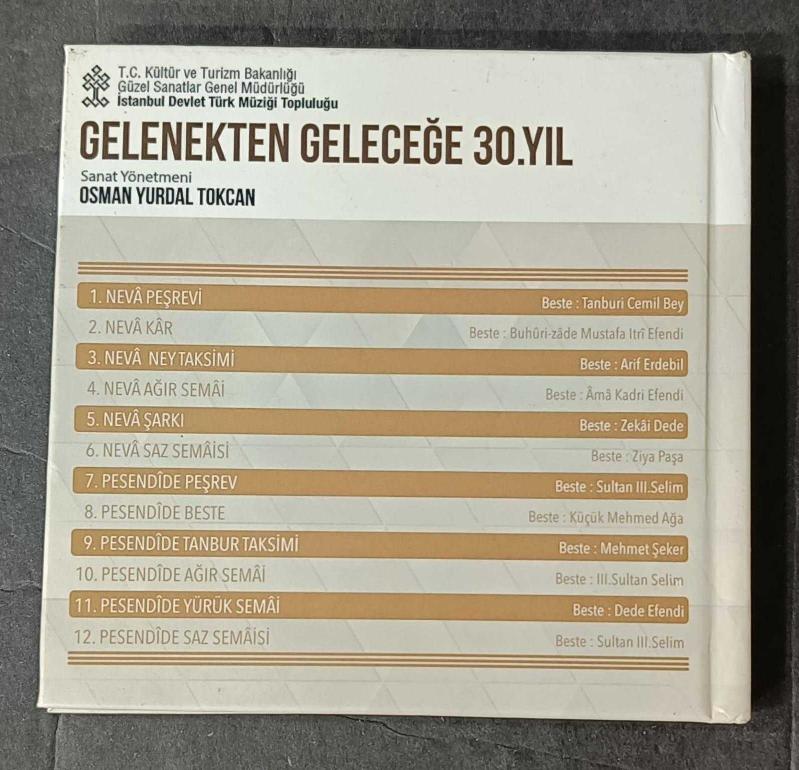 T.C. Kültür ve Turizm Bakanlığı
Güzel Sanatlar Genel Müdürlüğü
İstanbul Devlet Türk Müziği Topluluğu
GELENEKTEN GELECEĞE 30.YIL
Sanat Yönetmeni
OSMAN YURDAL TOKCAN
1. NEVÂ PEŞREVİ Beste : Tanburi Cemil Bey
2. NEVÂ KÂR Beste : Buhûri-zâde Mustafa Itrî Efendi
3. NEVÂ NEY TAKSİMİ Beste : Arif Erdebil
4. NEVÂ AĞIR SEMÂİ Beste : Âmâ Kadri Efendi
5. NEVÂ ŞARKI Beste : Zekâi Dede
6. NEVÂ SAZ SEMÂİSİ Beste : Ziya Paşa
7. PESENDÎDE PEŞREV Beste : Sultan III.Selim
8. PESENDÎDE BESTE Beste : Küçük Mehmed Ağa
9. PESENDÎDE TANBUR TAKSİMİ Beste : Mehmet Şeker
10. PESENDÎDE AĞIR SEMÂİ Beste : III.Sultan Selim
11. PESENDÎDE YÜRÜK SEMÂİ Beste : Dede Efendi
12. PESENDÎDE SAZ SEMÂİSİ Beste : Sultan III.Selim